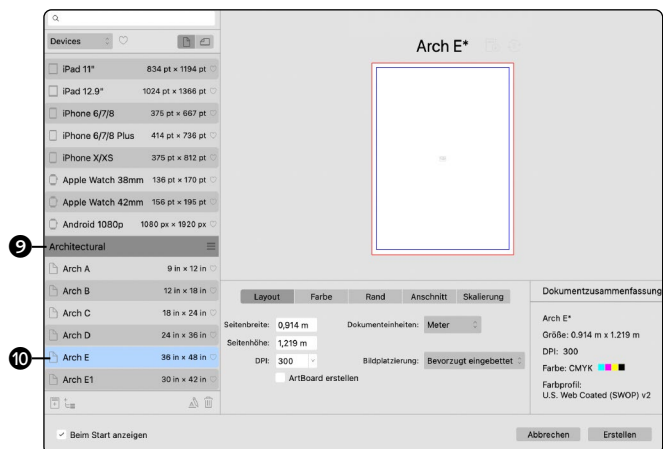 Devices
iPad 11" 834 pt × 1194 pt
iPad 12.9" 1024 pt × 1366 pt
iPhone 6/7/8 375 pt × 667 pt
iPhone 6/7/8 Plus 414 pt × 736 pt
iPhone X/XS 375 pt × 812 pt
Apple Watch 38mm 136 pt × 170 pt
Apple Watch 42mm 156 pt × 195 pt
Android 1080p 1080 px × 1920 px
9 Architectural
Arch A 9 in × 12 in
Arch B 12 in × 18 in
Arch C 18 in × 24 in
Arch D 24 in × 36 in
10 Arch E 36 in × 48 in
Arch E1 30 in × 42 in
Beim Start anzeigen
Arch E*
Layout Farbe Rand Anschnitt Skalierung
Seitenbreite: 0,914 m Dokumenteinheiten: Meter
Seitenhöhe: 1,219 m
DPI: 300 Bildplatzierung: Bevorzugt eingebettet
ArtBoard erstellen
Dokumentzusammenfassung
Arch E*
Größe: 0.914 m x 1.219 m
DPI: 300
Farbe: CMYK
Farbprofil:
U.S. Web Coated (SWOP) v2
Abbrechen Erstellen